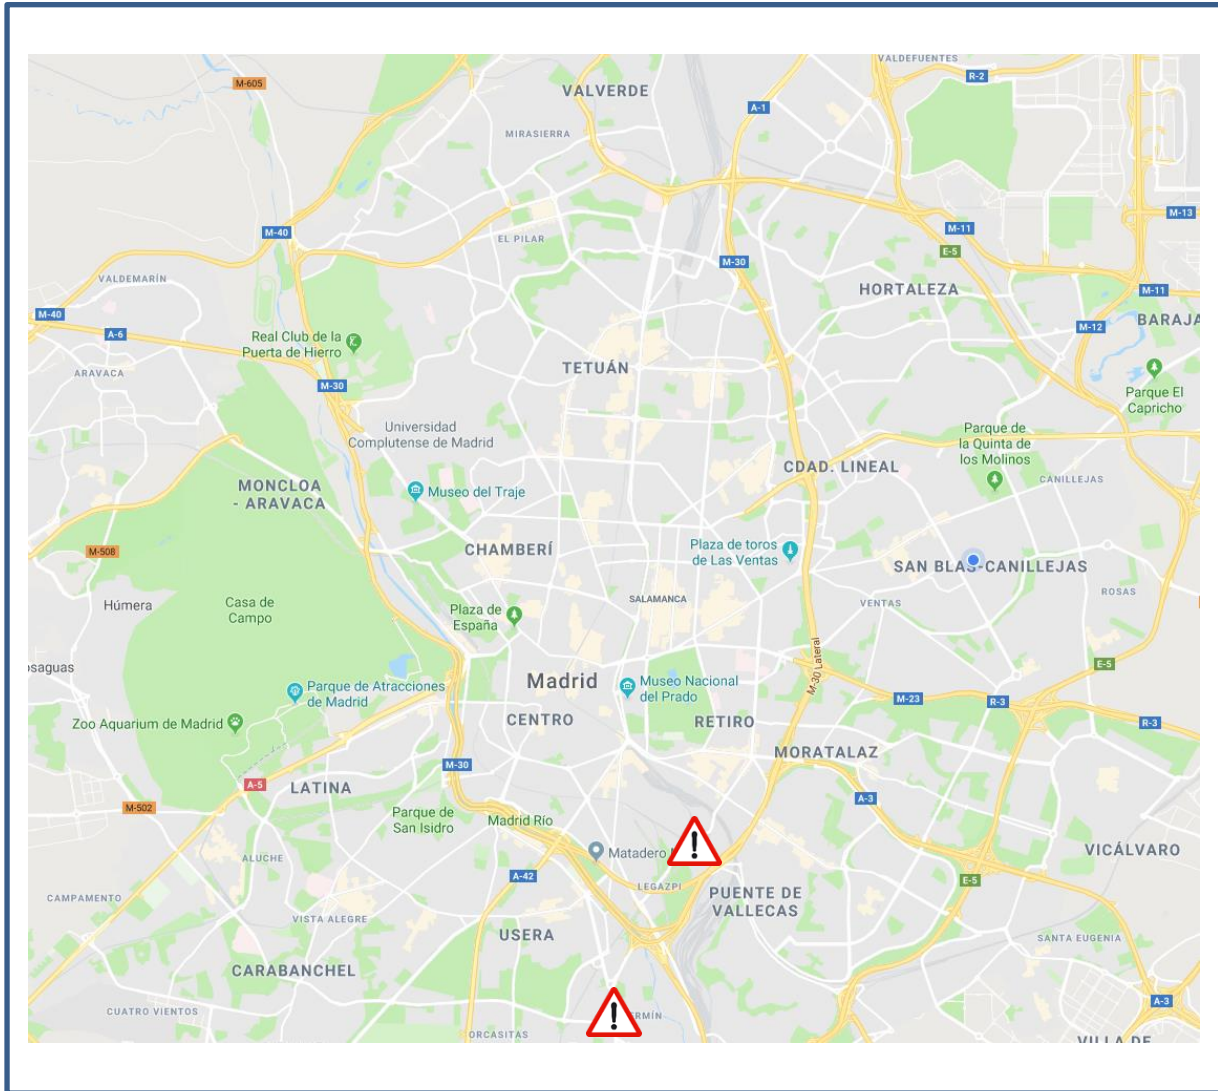 VALDEFUENTES
R-2
M-605
VALVERDE
A-1
MIRASIERRA
M-13
M-40
M-11
EL PILAR
E-5
M-30
VALDEMARÍN
HORTALEZA
M-11
M-40
BARAJA
M-12
A-6
Real Club de la
Puerta de Hierro
TETUÁN
ARAVACA
M-30
Parque El
Capricho
Universidad
Complutense de Madrid
Parque de
la Quinta de
los Molinos
CDAD. LINEAL
CANILLEJAS
MONCLOA
- ARAVACA
Museo del Traje
M-508
CHAMBERÍ
Plaza de toros
de Las Ventas
SAN BLAS-CANILLEJAS
ROSAS
Húmera
Casa de
Campo
Plaza de
España
SALAMANCA
VENTAS
M-30 Lateral
osaguas
E-5
Madrid
Museo Nacional
del Prado
Parque de Atracciones
de Madrid
M-23
R-3
R-3
Zoo Aquarium de Madrid
CENTRO
RETIRO
MORATALAZ
M-30
A-5
LATINA
A-3
M-502
Parque de
San Isidro
Madrid Río
Matadero
VICÁLVARO
ALUCHE
A-42
LEGAZPI
E-5
CAMPAMENTO
PUENTE DE
VALLECAS
VISTA ALEGRE
USERA
SANTA EUGENIA
CARABANCHEL
A-3
CUATRO VIENTOS
RMÍN
ORCASITAS
VILLA DE